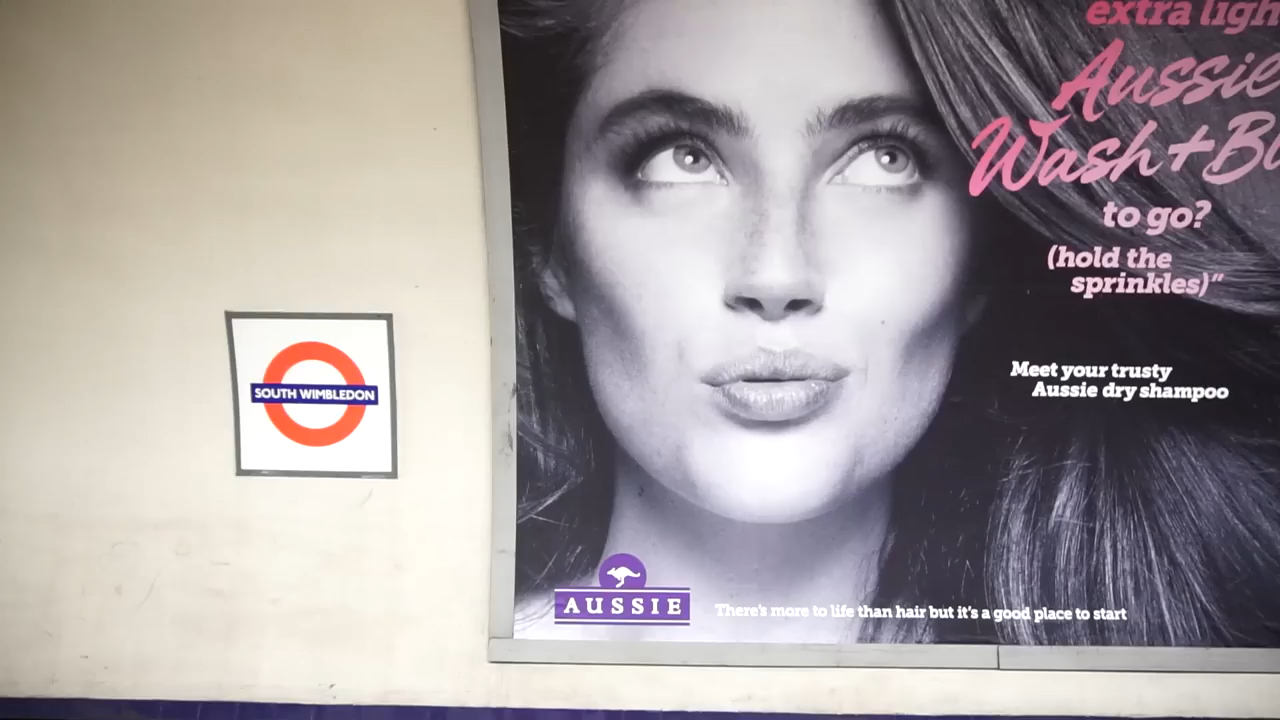 SOUTH WIMBLEDON
Aussie
to go?
(hold the
sprinkles)”
Meet your trusty
Aussie dry shampoo
AUSSIE
There's more to life than hair but it's a good place to start
extra
Wash+